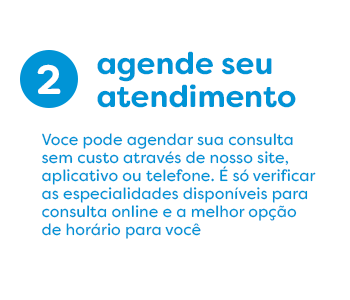 2
agende seu
atendimento
Voce pode agendar sua consulta
sem custo através de nosso site,
aplicativo ou telefone. É só verificar
as especialidades disponíveis para
consulta online e a melhor opção
de horário para você